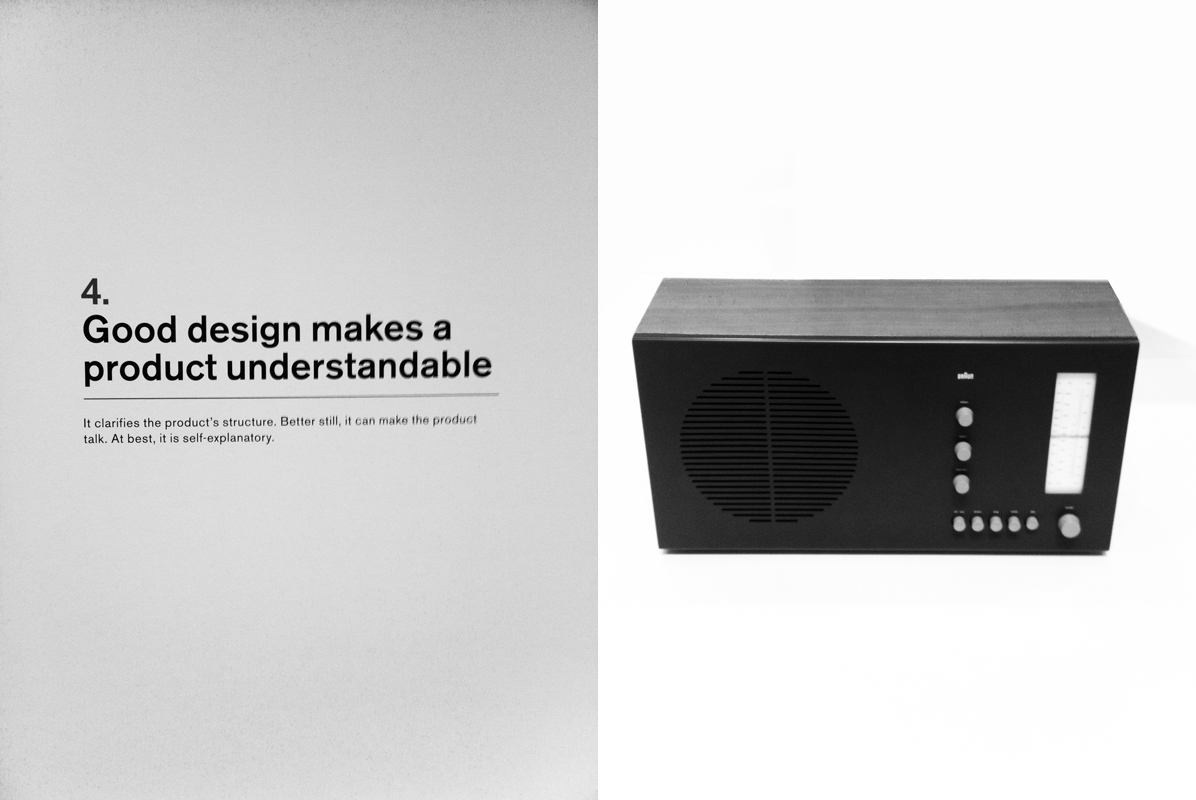 4.
Good design makes a
product understandable
It clarifies the product's structure. Better still, it can make the product
talk. At best, it is self-explanatory.
BRAUN